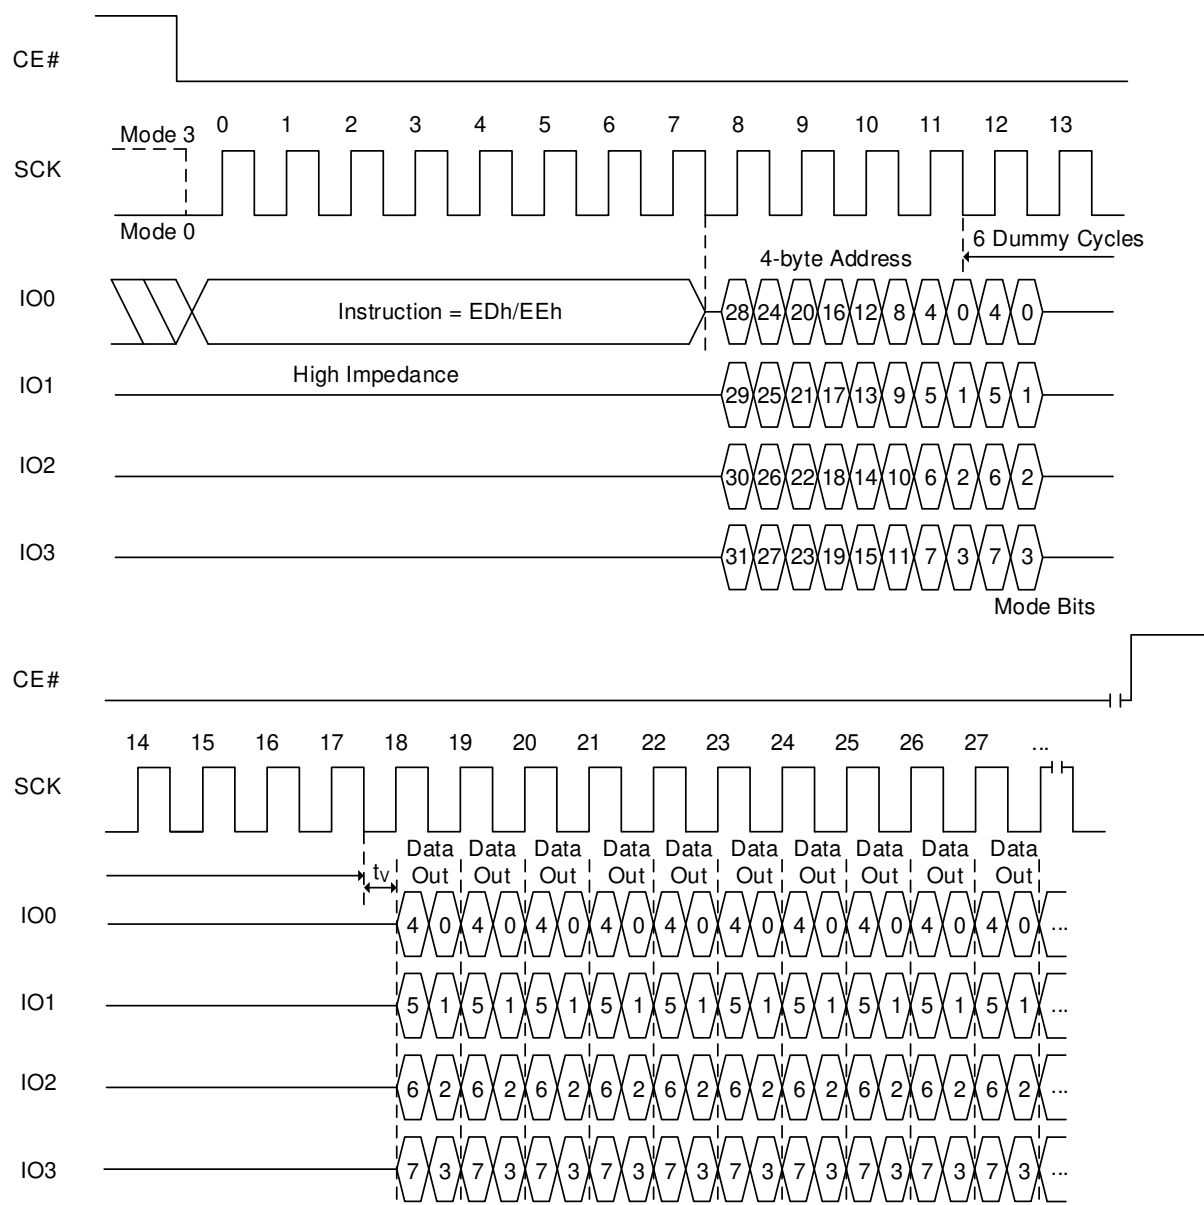 CE#
Mode 3
0 1 2 3 4 5 6 7 8 9 10 11 12 13
SCK
Mode 0
6 Dummy Cycles
4-byte Address
IO0
Instruction = EDh/EEh
28 24 20 16 12 8 4 0 4 0
High Impedance
IO1
29 25 21 17 13 9 5 1 5 1
IO2
30 26 22 18 14 10 6 2 6 2
IO3
31 27 23 19 15 11 7 3 7 3
Mode Bits
CE#
14 15 16 17 18 19 20 21 22 23 24 25 26 27 ...
SCK
Data Data Data Data Data Data Data Data Data Data
tV Out Out Out Out Out Out Out Out Out Out
IO0
4 0 4 0 4 0 4 0 4 0 4 0 4 0 4 0 4 0 4 0 ...
IO1
5 1 5 1 5 1 5 1 5 1 5 1 5 1 5 1 5 1 5 1 ...
IO2
6 2 6 2 6 2 6 2 6 2 6 2 6 2 6 2 6 2 6 2 ...
IO3
7 3 7 3 7 3 7 3 7 3 7 3 7 3 7 3 7 3 7 3 ...